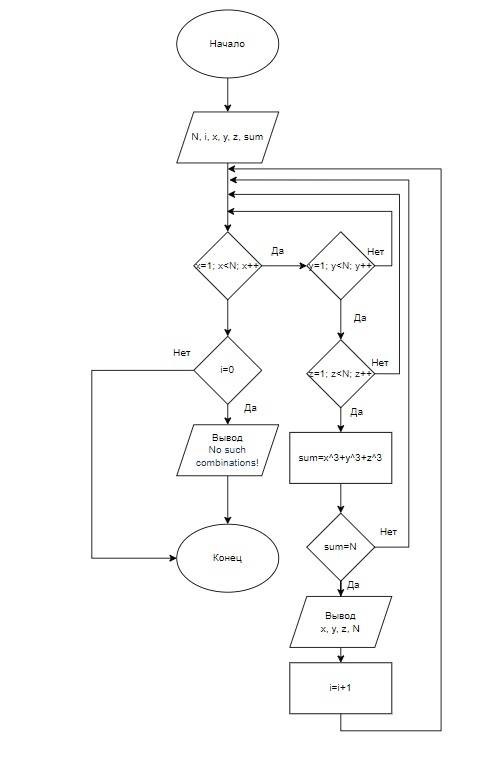 Начало
N, i, x, y, z, sum
x=1; x<N; x++
Да
y=1; y<N; y++
Нет
Да
Нет
i=0
z=1; z<N; z++
Нет
Да
Да
Вывод
No such
combinations!
sum=x^3+y^3+z^3
Нет
Конец
sum=N
Да
Вывод
x, y, z, N
i=i+1